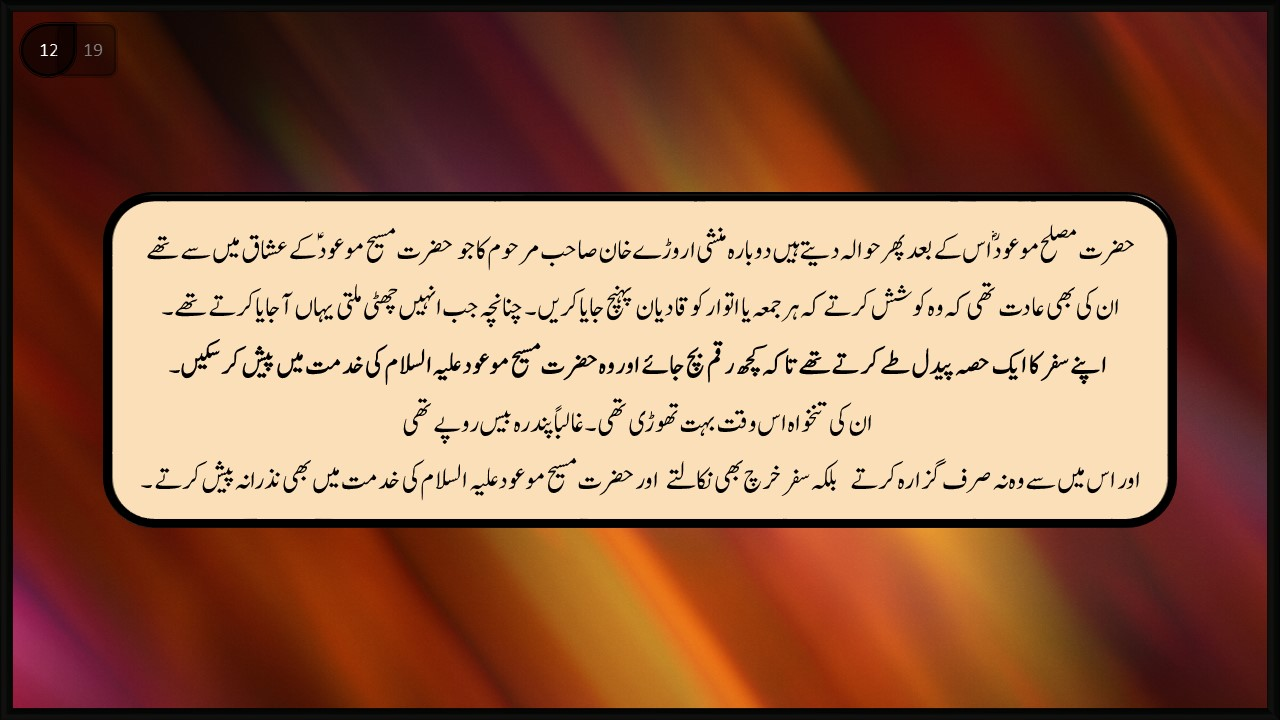 12 19
حضرت مصلح موعودؓ اس کے بعد پھر حوالہ دیتے ہیں دوبارہ منشی اروڑے خان صاحب مرحوم کا جو حضرت مسیح موعودؑ کے عشاق میں سے تھے
ان کی بھی عادت تھی کہ وہ کوشش کرتے کہ ہر جمعہ یا اتوار کو قادیان پہنچ جایا کریں۔ چنانچہ جب انہیں چھٹی ملتی یہاں آ جایا کرتے تھے۔
اپنے سفر کا ایک حصہ پیدل طے کرتے تھے تا کہ کچھ رقم بچ جائے اور وہ حضرت مسیح موعود علیہ السلام کی خدمت میں پیش کر سکیں۔
ان کی تنخواہ اس وقت بہت تھوڑی تھی۔ غالباً پندرہ بیس روپے تھی
اور اس میں سے وہ نہ صرف گزارہ کرتے بلکہ سفر خرچ بھی نکالتے اور حضرت مسیح موعود علیہ السلام کی خدمت میں بھی نذرانہ پیش کرتے ۔